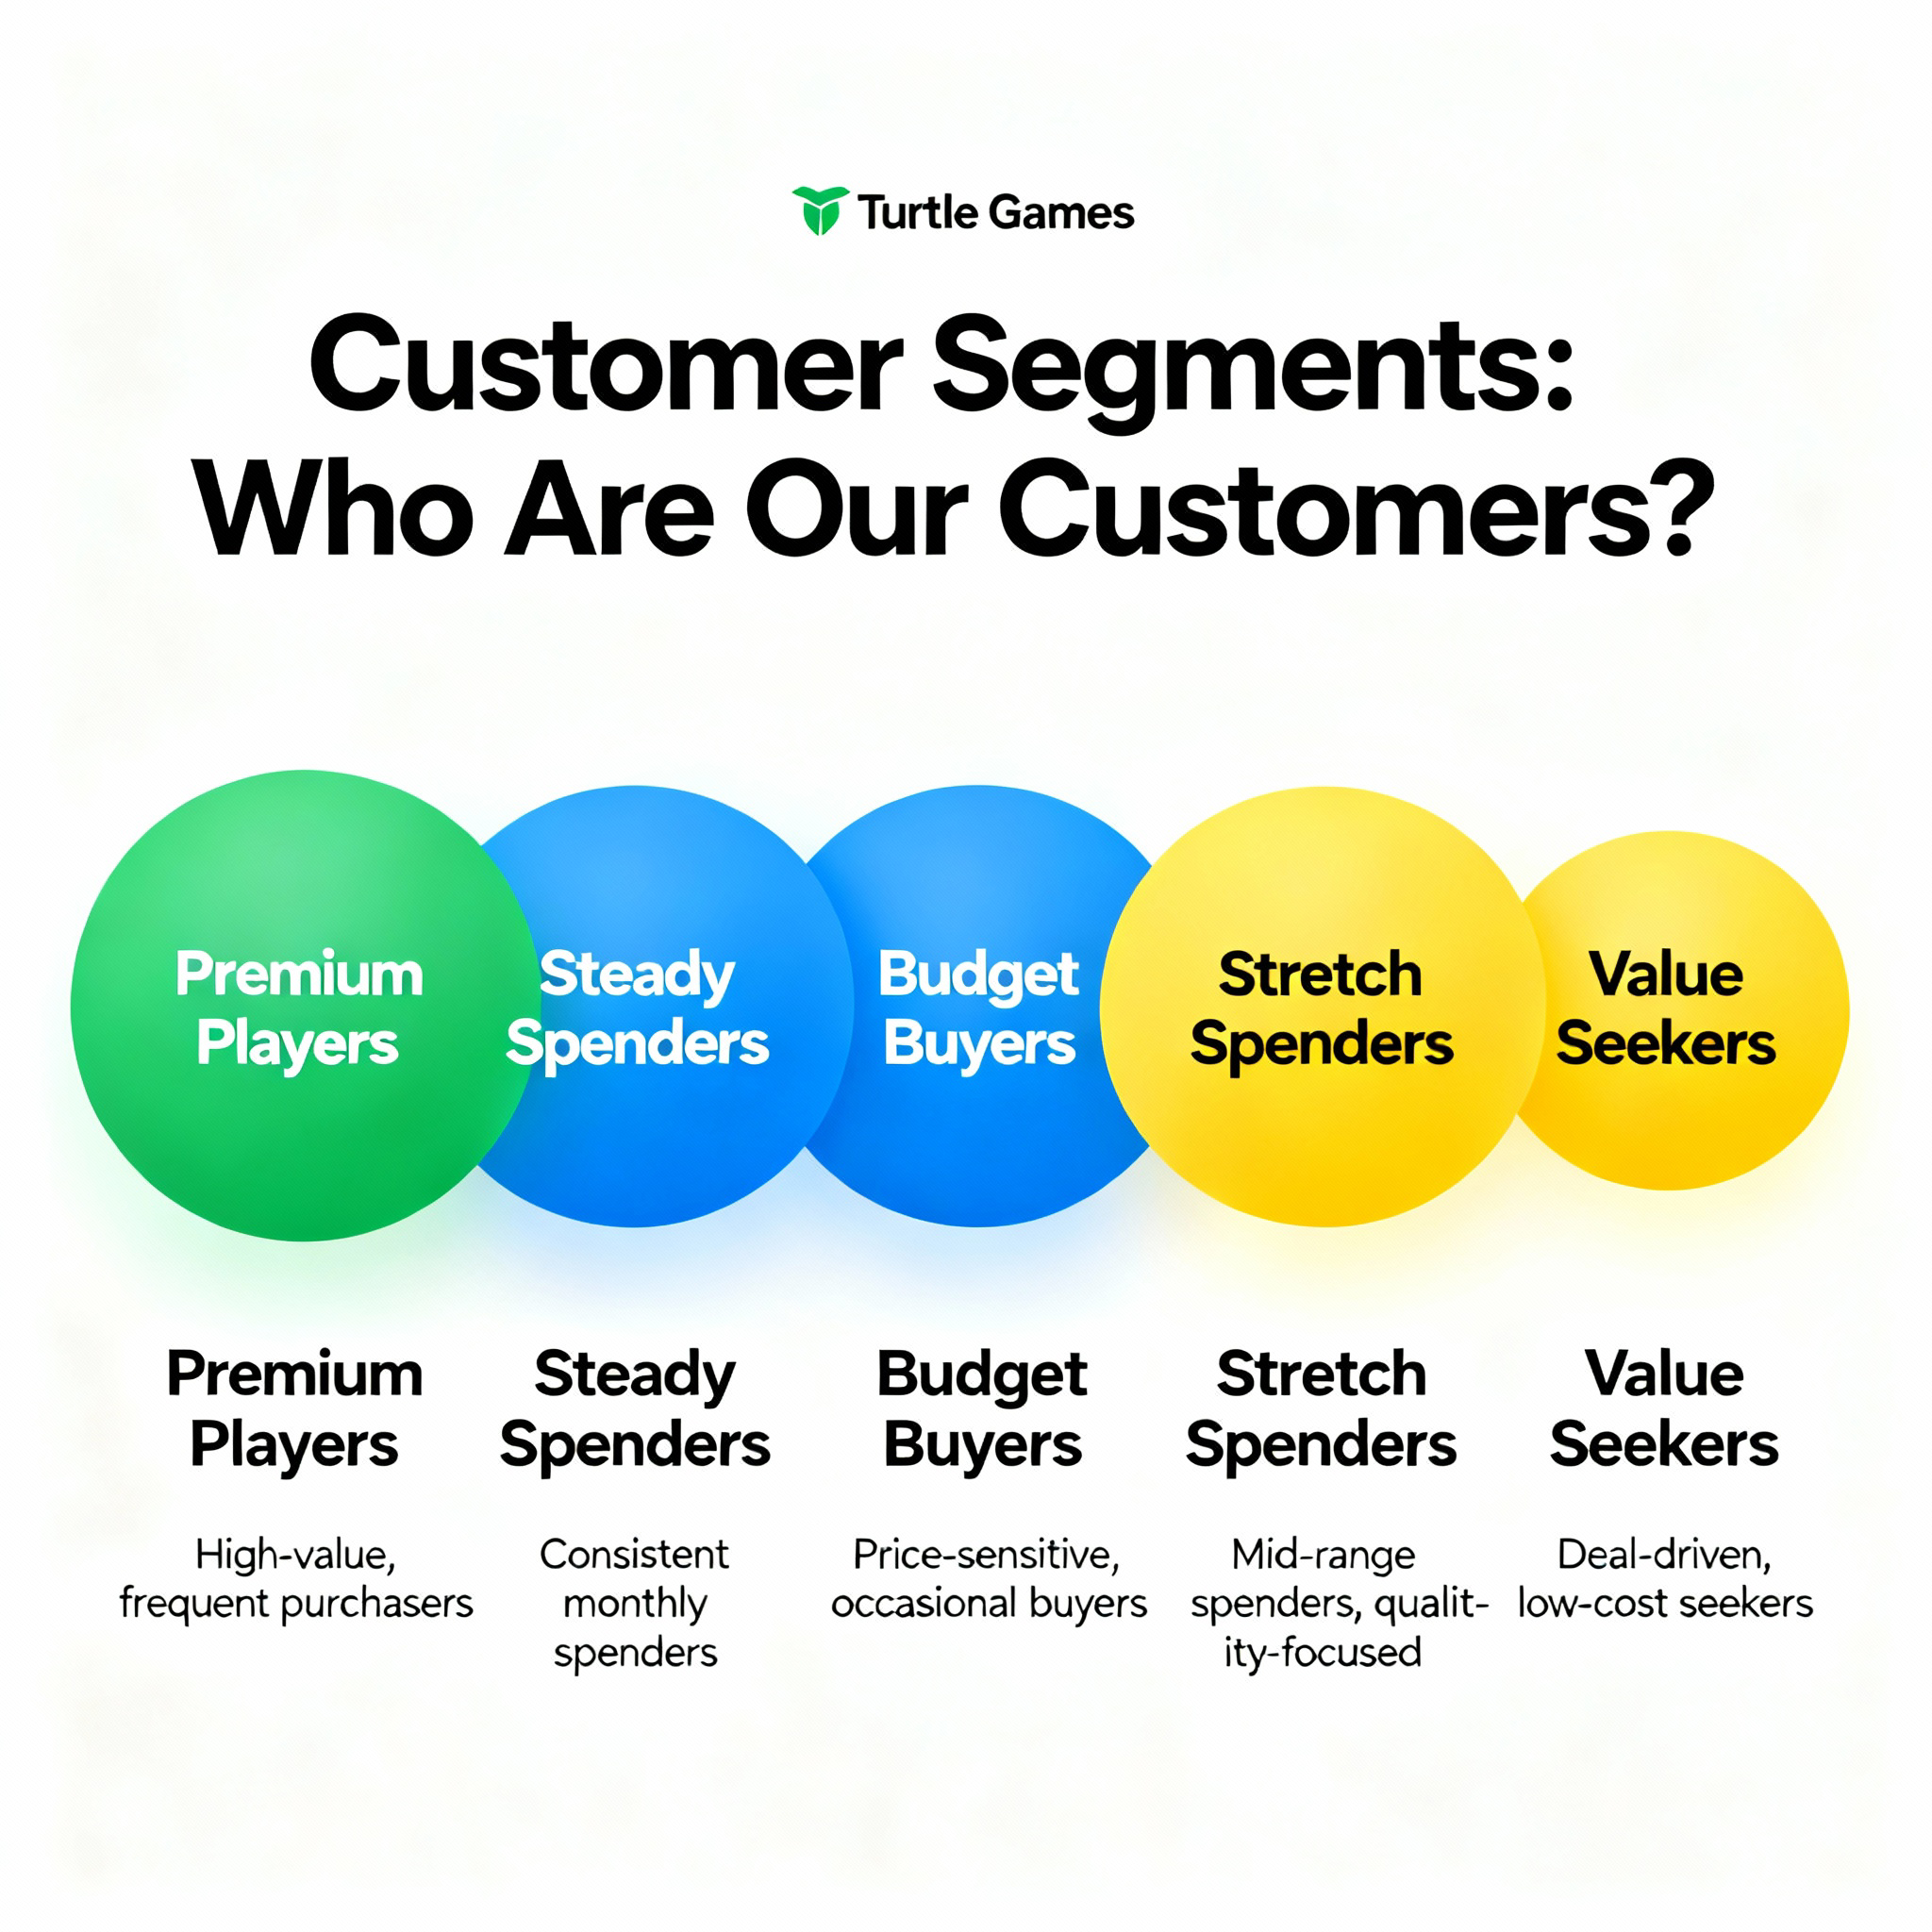 Turtle Games
Customer Segments:
Who Are Our Customers?
Premium
Players
Steady
Spenders
Budget
Buyers
Stretch
Spenders
Value
Seekers
Premium
Players
High-value,
frequent purchasers
Steady
Spenders
Consistent
monthly
spenders
Budget
Buyers
Price-sensitive,
occasional buyers
Stretch
Spenders
Mid-range
spenders, qualit-
ity-focused
Value
Seekers
Deal-driven,
low-cost seekers